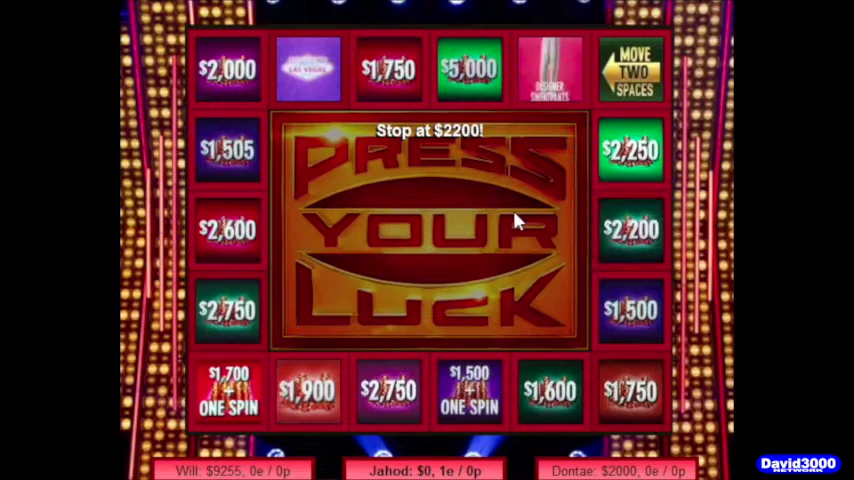 $2,000
LAS VEGAS
$1,750
$5,000
DESIGNER
SWEATPANTS
MOVE
TWO
SPACES
Stop at $2200!
$1,505
$2,250
PRESS
YOUR
LUCK
$2,600
$2,200
$2,750
$1,500
$1,700
+
ONE SPIN
$1,900
$2,750
$1,500
+
ONE SPIN
$1,600
$1,750
Will: $9255, 0e / 0p
Jahod: $0, 1e / 0p
Dontae: $2000, 0e / 0p
David3000
NETWORK